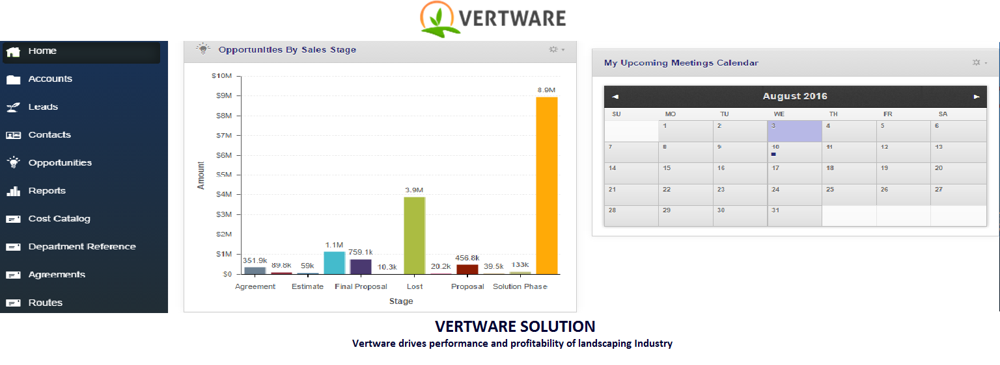 VERTWARE
Home
Accounts
Leads
Contacts
Opportunities
Reports
Cost Catalog
Department Reference
Agreements
Routes
Opportunities By Sales Stage
$10M
$9M
$8M
$7M
$6M
$5M
$4M
$3M
$2M
$1M
$0
Amount
351.9k
89.8k
59k
1.1M
759.1k
10.3k
3.9M
20.2k
456.8k
39.5k
133k
8.9M
Agreement Estimate Final Proposal Lost Proposal Solution Phase
Stage
My Upcoming Meetings Calendar
August 2016
SU MO TU WE TH FR SA
1 2 3 4 5 6
7 8 9 10 11 12 13
14 15 16 17 18 19 20
21 22 23 24 25 26 27
28 29 30 31
VERTWARE SOLUTION
Vertware drives performance and profitability of landscaping Industry